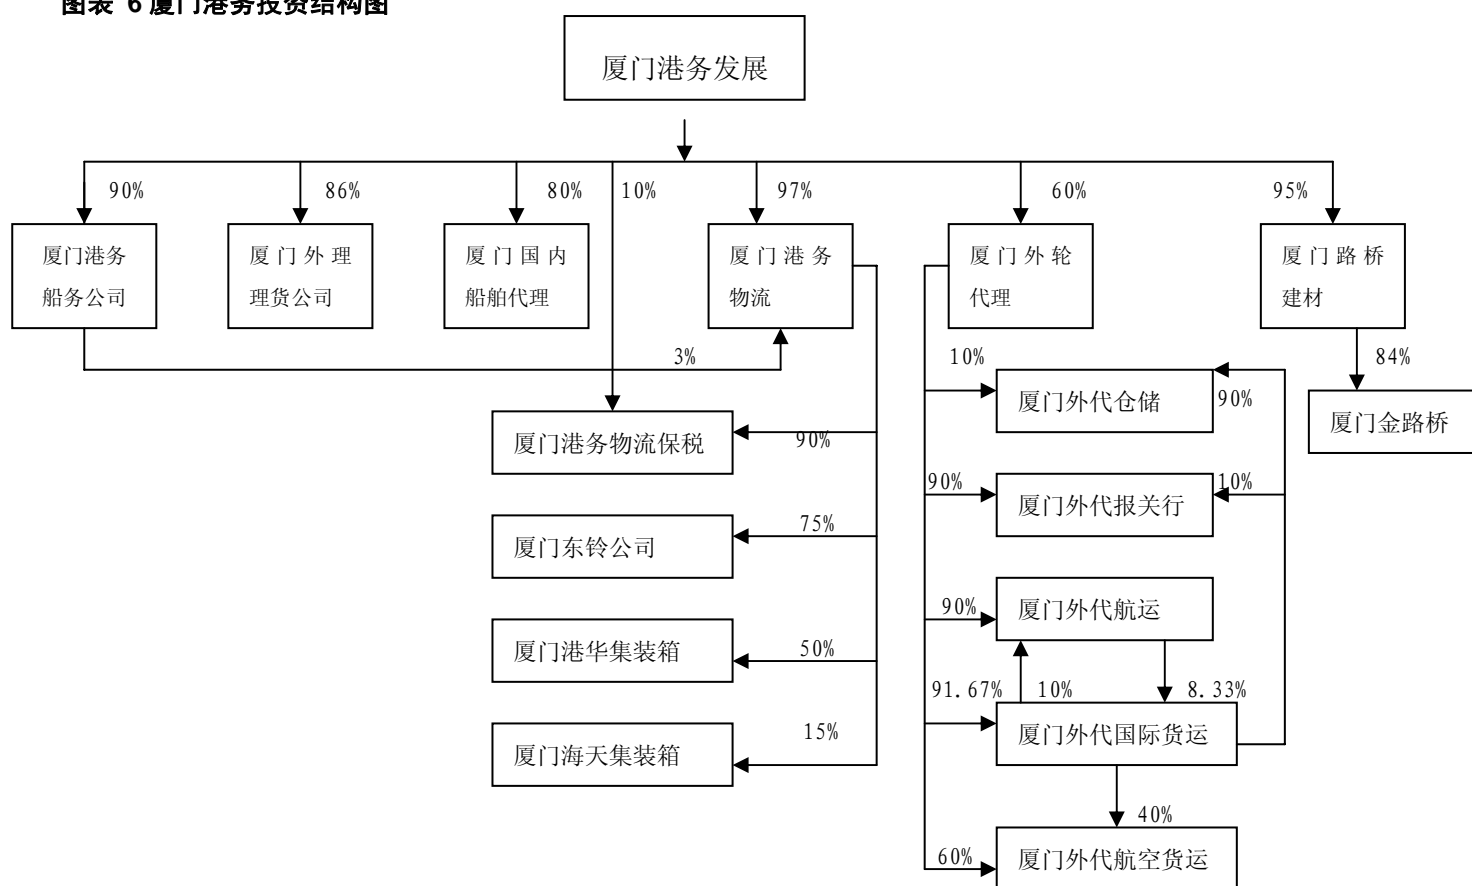 图表 6 厦门港务投资结构图
厦门港务发展
90%
86%
80%
10%
97%
60%
95%
厦门港务
船务公司
厦门外理
理货公司
厦门国内
船舶代理
厦门港务
物流
厦门外轮
代理
厦门路桥
建材
3%
10%
84%
厦门外代仓储
90%
厦门金路桥
厦门港务物流保税
90%
90%
厦门外代报关行
10%
厦门东铃公司
75%
90%
厦门外代航运
厦门港华集装箱
50%
91.67%
10%
8.33%
厦门外代国际货运
厦门海天集装箱
15%
40%
60%
厦门外代航空货运